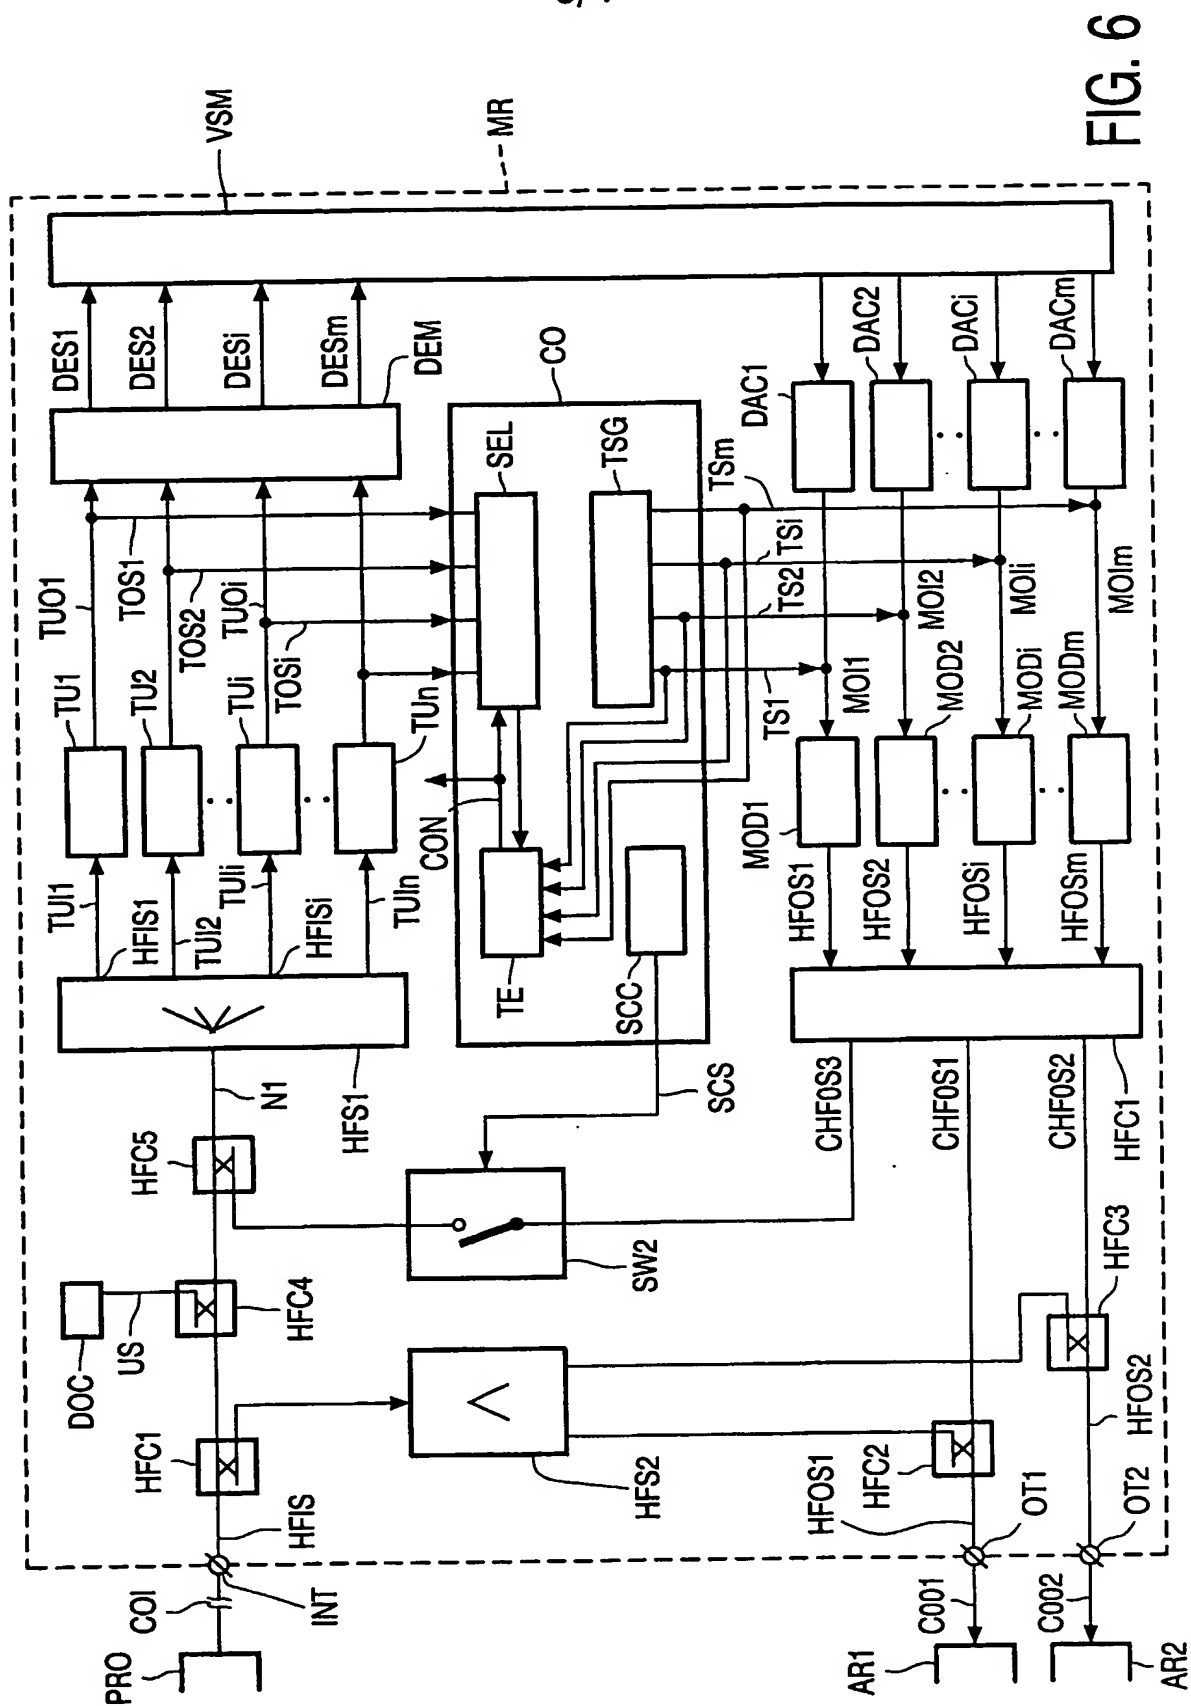 FIG. 6
VSM
MR
DES1
DES2
DESi
DESm
DEM
CO
SEL
TSG
TSm
TSi
TS2
TS1
DAC1
DAC2
DACi
DACm
TUO1
TOS1
TOS2
TUOi
TOSi
TU1
TU2
TUi
TUn
MOI1
MOI2
MOIi
MOIm
MOD1
MOD2
MODi
MODm
CON
TE
SCC
TUI1
HFIS1
TUI2
TUIi
HFISi
TUIn
HFOS1
HFOS2
HFOSi
HFOSm
N1
HFS1
SCS
CHFOS3
CHFOS1
CHFOS2
HFC1
HFC5
SW2
HFC4
HFC3
DOC
US
HFC1
HFS2
HFC2
HFOS1
HFOS2
HFIS
OT1
OT2
COI
INT
COO1
COO2
PRO
AR1
AR2